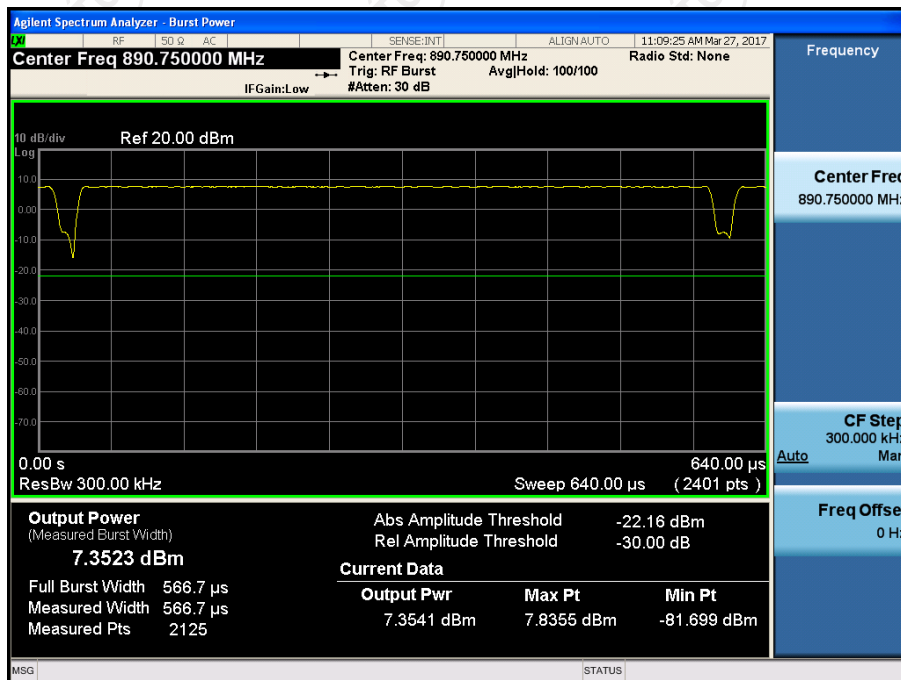 Agilent Spectrum Analyzer - Burst Power
LXI RF 50 Ω AC SENSE:INT ALIGN AUTO 11:09:25 AM Mar 27, 2017
Center Freq 890.750000 MHz
Center Freq: 890.750000 MHz Radio Std: None
Trig: RF Burst Avg|Hold: 100/100
IFGain:Low #Atten: 30 dB
Frequency
10 dB/div Ref 20.00 dBm
Log
10.0
0.00
-10.0
-20.0
-30.0
-40.0
-50.0
-60.0
-70.0
0.00 s 640.00 µs
ResBw 300.00 kHz Sweep 640.00 µs (2401 pts)
Center Freq
890.750000 MHz
CF Step
300.000 kHz
Auto Man
Freq Offset
0 Hz
Output Power
(Measured Burst Width)
7.3523 dBm
Full Burst Width 566.7 µs
Measured Width 566.7 µs
Measured Pts 2125
Abs Amplitude Threshold -22.16 dBm
Rel Amplitude Threshold -30.00 dB
Current Data
Output Pwr Max Pt Min Pt
7.3541 dBm 7.8355 dBm -81.699 dBm
MSG STATUS